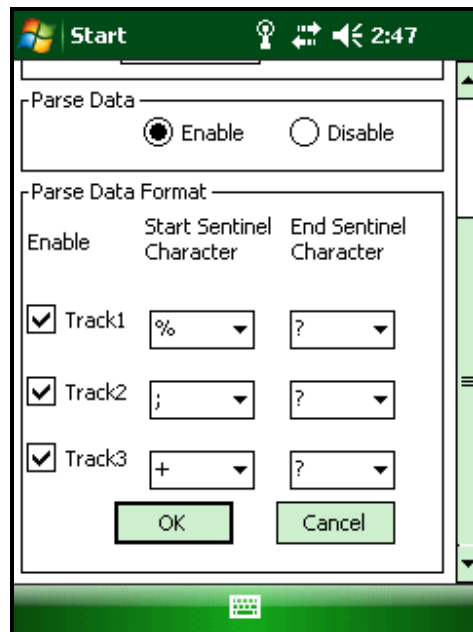 Start 2:47
Parse Data
Enable Disable
Parse Data Format
Enable Start Sentinel Character End Sentinel Character
Track1 % ?
Track2 ; ?
Track3 + ?
OK Cancel